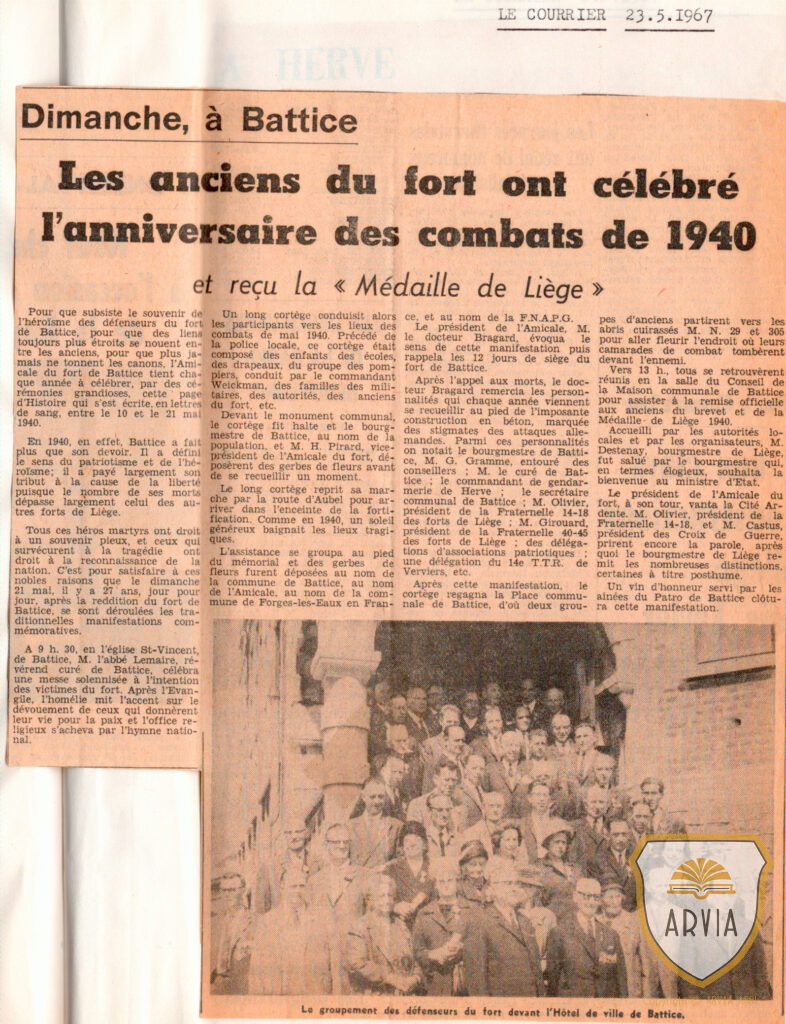 LE COURRIER 23.5.1967
Dimanche, à Battice
Les anciens du fort ont célébré
l'anniversaire des combats de 1940
et reçu la « Médaille de Liège »
Pour que subsiste le souvenir de
l'héroïsme des défenseurs du fort
de Battice, pour que des liens
toujours plus étroits se nouent en-
tre les anciens, pour que plus ja-
mais ne tonnent les canons, l'Ami-
cale du fort de Battice tient cha-
que année à célébrer, par des cé-
rémonies grandioses, cette page
d'Histoire qui s'est écrite, en lettres
de sang, entre le 10 et le 21 mai
1940.
En 1940, en effet, Battice a fait
plus que son devoir. Il a défini
le sens du patriotisme et de l'hé-
roïsme; il a payé largement son
tribut à la cause de la liberté
puisque le nombre de ses morts
dépasse largement celui des au-
tres forts de Liège.
Tous ces héros martyrs ont droit
à un souvenir pieux, et ceux qui
survécurent à la tragédie ont
droit à la reconnaissance de la
nation. C'est pour satisfaire à ces
nobles raisons que le dimanche
21 mai, il y a 27 ans, jour pour
jour, après la reddition du fort de
Battice, se sont déroulées les tra-
ditionnelles manifestations com-
mémoratives.
A 9 h. 30, en l'église St-Vincent,
de Battice, M. l'abbé Lemaire, ré-
vérend curé de Battice, célébra
une messe solennisée à l'intention
des victimes du fort. Après l'Evan-
gile, l'homélie mit l'accent sur le
dévouement de ceux qui donnèrent
leur vie pour la paix et l'office re-
ligieux s'acheva par l'hymne natio-
nal.
Un long cortège conduisit alors
les participants vers les lieux des
combats de mai 1940. Précédé de
la police locale, ce cortège était
composé des enfants des écoles,
des drapeaux, du groupe des pom-
piers, conduit par le commandant
Weickman, des familles des mili-
taires, des autorités, des anciens
du fort, etc.
Devant le monument communal,
le cortège fit halte et le bourg-
mestre de Battice, au nom de la
population, et M. H. Pirard, vice-
président de l'Amicale du fort, dé-
posèrent des gerbes de fleurs avant
de se recueillir un moment.
Le long cortège reprit sa mar-
che par la route d'Aubel pour ar-
river dans l'enceinte de la forti-
fication. Comme en 1940, un soleil
généreux baignait les lieux tragi-
ques.
L'assistance se groupa au pied
du mémorial et des gerbes de
fleurs furent déposées au nom de
la commune de Battice, au nom
de l'Amicale, au nom de la com-
mune de Forges-les-Eaux en Fran-
ce, et au nom de la F.N.A.P.G.
Le président de l'Amicale, M.
le docteur Bragard, évoqua le
sens de cette manifestation puis
rappela les 12 jours de siège du
fort de Battice.
Après l'appel aux morts, le doc-
teur Bragard remercia les person-
nalités qui chaque année viennent
se recueillir au pied de l'imposante
construction en béton, marquée
des stigmates des attaques alle-
mandes. Parmi ces personnalités
on notait le bourgmestre de Batti-
ce, M. G. Gramme, entouré des
conseillers ; M. le curé de Bat-
tice ; le commandant de gendar-
merie de Herve ; le secrétaire
communal de Battice ; M. Olivier,
président de la Fraternelle 14-18
des forts de Liège ; M. Girouard,
président de la Fraternelle 40-45
des forts de Liège ; des déléga-
tions d'associations patriotiques ;
une délégation du 14e T.T.R. de
Verviers, etc.
Après cette manifestation, le
cortège regagna la Place commu-
nale de Battice, d'où deux grou-
pes d'anciens partirent vers les
abris cuirassés M. N. 29 et 305
pour aller fleurir l'endroit où leurs
camarades de combat tombèrent
devant l'ennemi.
Vers 13 h., tous se retrouvèrent
réunis en la salle du Conseil de
la Maison communale de Battice
pour assister à la remise officielle
aux anciens du brevet et de la
Médaille de Liège 1940.
Accueilli par les autorités lo-
cales et par les organisateurs, M.
Destenay, bourgmestre de Liège,
fut salué par le bourgmestre qui,
en termes élogieux, souhaita la
bienvenue au ministre d'Etat.
Le président de l'Amicale du
fort, à son tour, vanta la Cité Ar-
dente. M. Olivier, président de la
Fraternelle 14-18, et M. Castus,
président des Croix de Guerre,
prirent encore la parole, après
quoi le bourgmestre de Liège re-
mit les nombreuses distinctions,
certaines à titre posthume.
Un vin d'honneur servi par les
aînées du Patro de Battice clôtu-
ra cette manifestation.
ARVIA
Le groupement des défenseurs du fort devant l'Hôtel de ville de Battice.